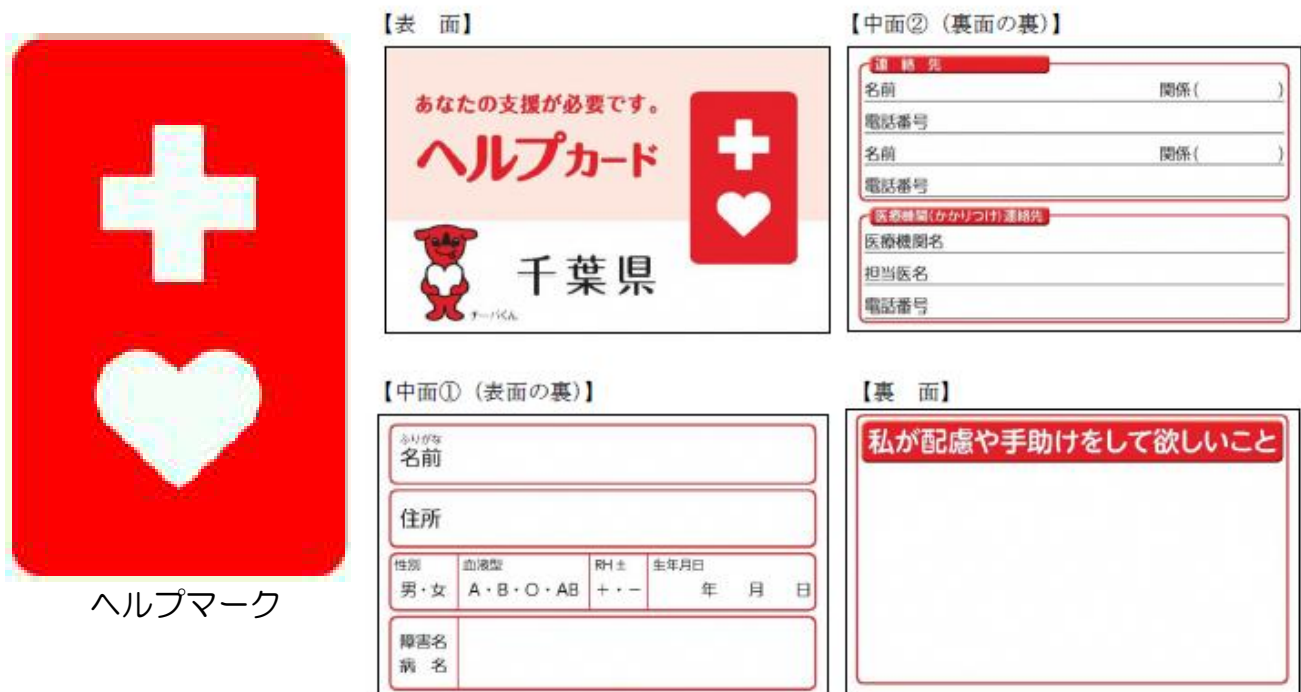 ヘルプマーク
【表　面】
あなたの支援が必要です。
ヘルプカード
千葉県
チーバくん
【中面②（裏面の裏）】
連絡先
名前　関係(　)
電話番号
名前　関係(　)
電話番号
医療機関(かかりつけ)連絡先
医療機関名
担当医名
電話番号
【中面①（表面の裏）】
ふりがな
名前
住所
性別　血液型　RH±　生年月日
男・女　A・B・O・AB　＋・－　年　月　日
障害名
病　名
【裏　面】
私が配慮や手助けをして欲しいこと